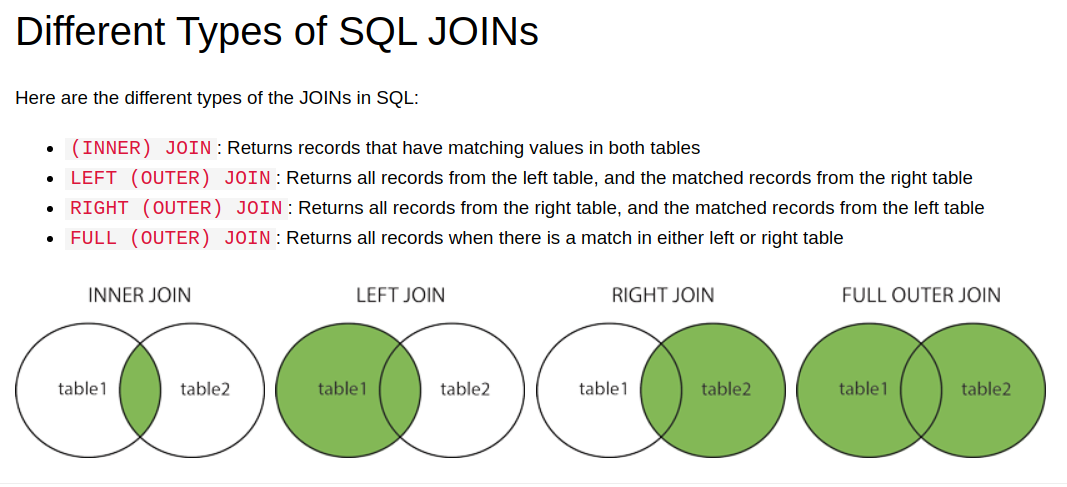 Different Types of SQL JOINs
Here are the different types of the JOINs in SQL:
(INNER) JOIN: Returns records that have matching values in both tables
LEFT (OUTER) JOIN: Returns all records from the left table, and the matched records from the right table
RIGHT (OUTER) JOIN: Returns all records from the right table, and the matched records from the left table
FULL (OUTER) JOIN: Returns all records when there is a match in either left or right table
INNER JOIN
table1
table2
LEFT JOIN
table1
table2
RIGHT JOIN
table1
table2
FULL OUTER JOIN
table1
table2